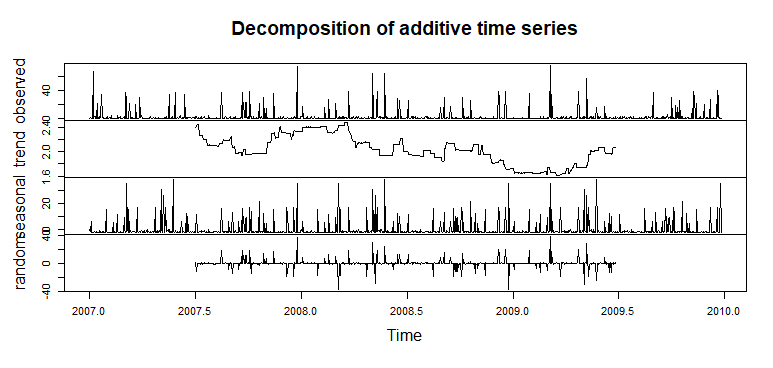 Decomposition of additive time series
observed
40
0
trend
2.4
2.0
1.6
seasonal
20
0
random
40
0
-40
2007.0 2007.5 2008.0 2008.5 2009.0 2009.5 2010.0
Time